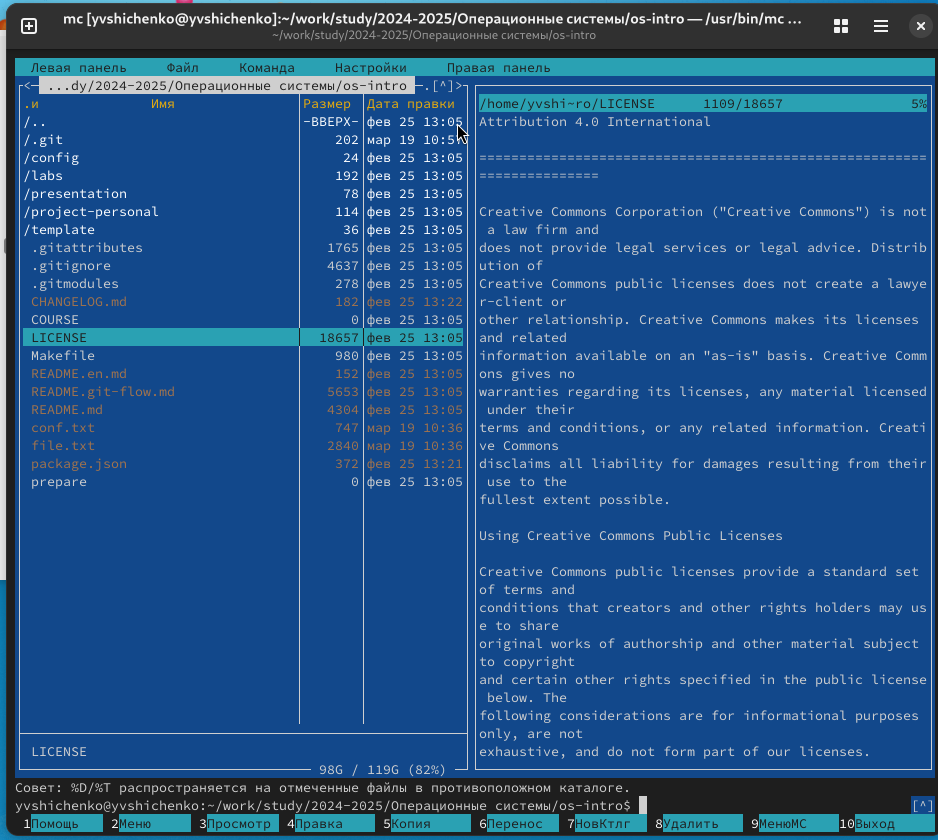 mc [yvshichenko@yvshichenko]:~/work/study/2024-2025/Операционные системы/os-intro — /usr/bin/mc ...
~/work/study/2024-2025/Операционные системы/os-intro
Левая панель Файл Команда Настройки Правая панель
<─ ...dy/2024-2025/Операционные системы/os-intro ─.[^]>
.и Имя Размер Дата правки
/.. -ВВЕРХ- фев 25 13:05
/.git 202 мар 19 10:5
/config 24 фев 25 13:05
/labs 192 фев 25 13:05
/presentation 78 фев 25 13:05
/project-personal 114 фев 25 13:05
/template 36 фев 25 13:05
.gitattributes 1765 фев 25 13:05
.gitignore 4637 фев 25 13:05
.gitmodules 278 фев 25 13:05
CHANGELOG.md 182 фев 25 13:22
COURSE 0 фев 25 13:05
LICENSE 18657 фев 25 13:05
Makefile 980 фев 25 13:05
README.en.md 152 фев 25 13:05
README.git-flow.md 5653 фев 25 13:05
README.md 4304 фев 25 13:05
conf.txt 747 мар 19 10:36
file.txt 2840 мар 19 10:36
package.json 372 фев 25 13:21
prepare 0 фев 25 13:05
LICENSE
98G / 119G (82%)
/home/yvshi~ro/LICENSE 1109/18657 5%
Attribution 4.0 International
========================================================
===============
Creative Commons Corporation ("Creative Commons") is not
a law firm and
does not provide legal services or legal advice. Distrib
ution of
Creative Commons public licenses does not create a lawye
r-client or
other relationship. Creative Commons makes its licenses
and related
information available on an "as-is" basis. Creative Comm
ons gives no
warranties regarding its licenses, any material licensed
under their
terms and conditions, or any related information. Creati
ve Commons
disclaims all liability for damages resulting from their
use to the
fullest extent possible.
Using Creative Commons Public Licenses
Creative Commons public licenses provide a standard set
of terms and
conditions that creators and other rights holders may us
e to share
original works of authorship and other material subject
to copyright
and certain other rights specified in the public license
below. The
following considerations are for informational purposes
only, are not
exhaustive, and do not form part of our licenses.
Совет: %D/%T распространяется на отмеченные файлы в противоположном каталоге.
yvshichenko@yvshichenko:~/work/study/2024-2025/Операционные системы/os-intro$ [^]
1Помощь 2Меню 3Просмотр 4Правка 5Копия 6Перенос 7НовКтлг 8Удалить 9МенюМС 10Выход